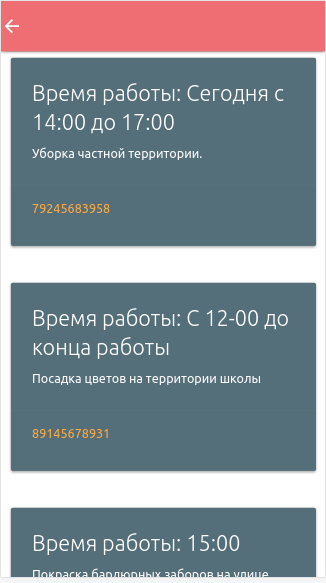 Время работы: Сегодня с
14:00 до 17:00
Уборка частной территории.
79245683958
Время работы: С 12-00 до
конца работы
Посадка цветов на территории школы
89145678931
Время работы: 15:00
Покраска бардюрных заборов на улице